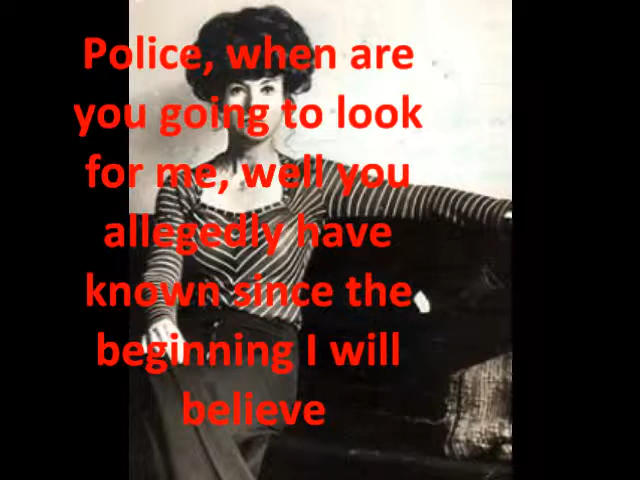 Police, when are
you going to look
for me, well you
allegedly have
known since the
beginning I will
believe